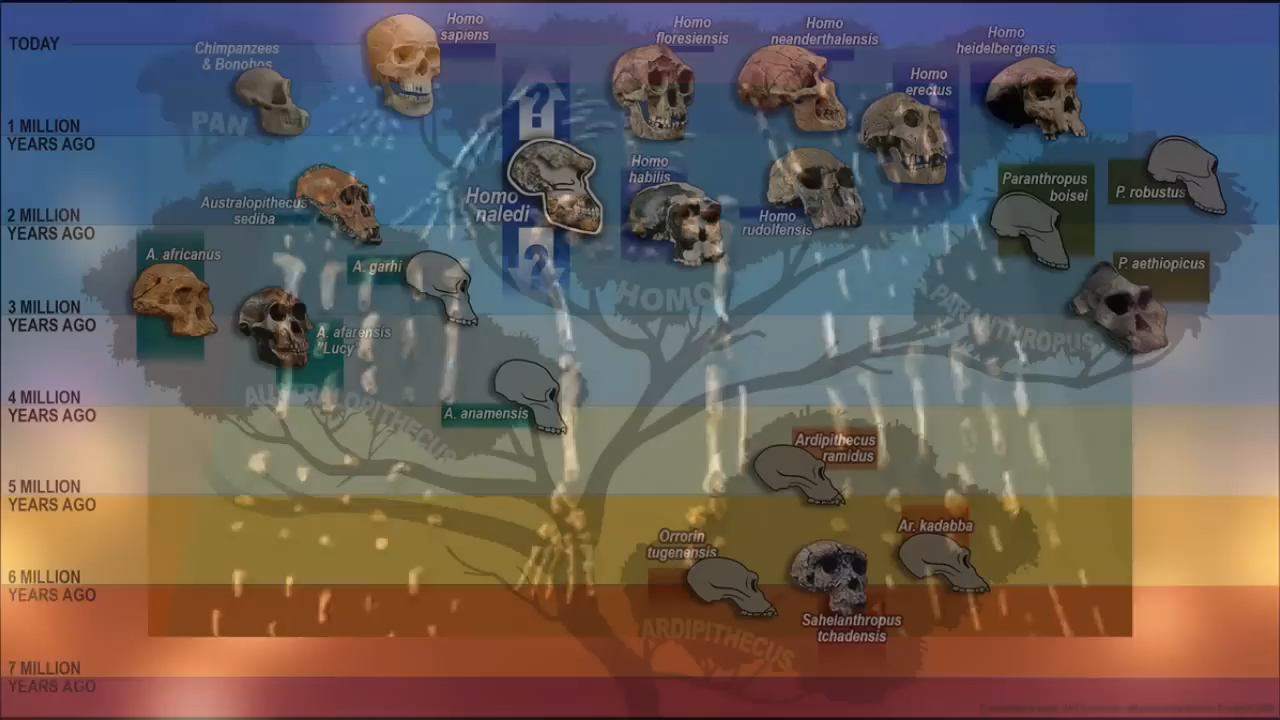 TODAY
Chimpanzees
& Bonobos
PAN
Homo
sapiens
Homo
floresiensis
Homo
neanderthalensis
Homo
heidelbergensis
Homo
erectus
1 MILLION
YEARS AGO
?
Homo
naledi
?
Homo
habilis
Homo
rudolfensis
Paranthropus
boisei
P. robustus
Australopithecus
sediba
2 MILLION
YEARS AGO
A. africanus
A. garhi
P. aethiopicus
HOMO
PARANTHROPUS
3 MILLION
YEARS AGO
A. afarensis
"Lucy"
AUSTRALOPITHECUS
4 MILLION
YEARS AGO
A. anamensis
Ardipithecus
ramidus
5 MILLION
YEARS AGO
Ar. kadabba
Orrorin
tugenensis
6 MILLION
YEARS AGO
Sahelanthropus
tchadensis
ARDIPITHECUS
7 MILLION
YEARS AGO